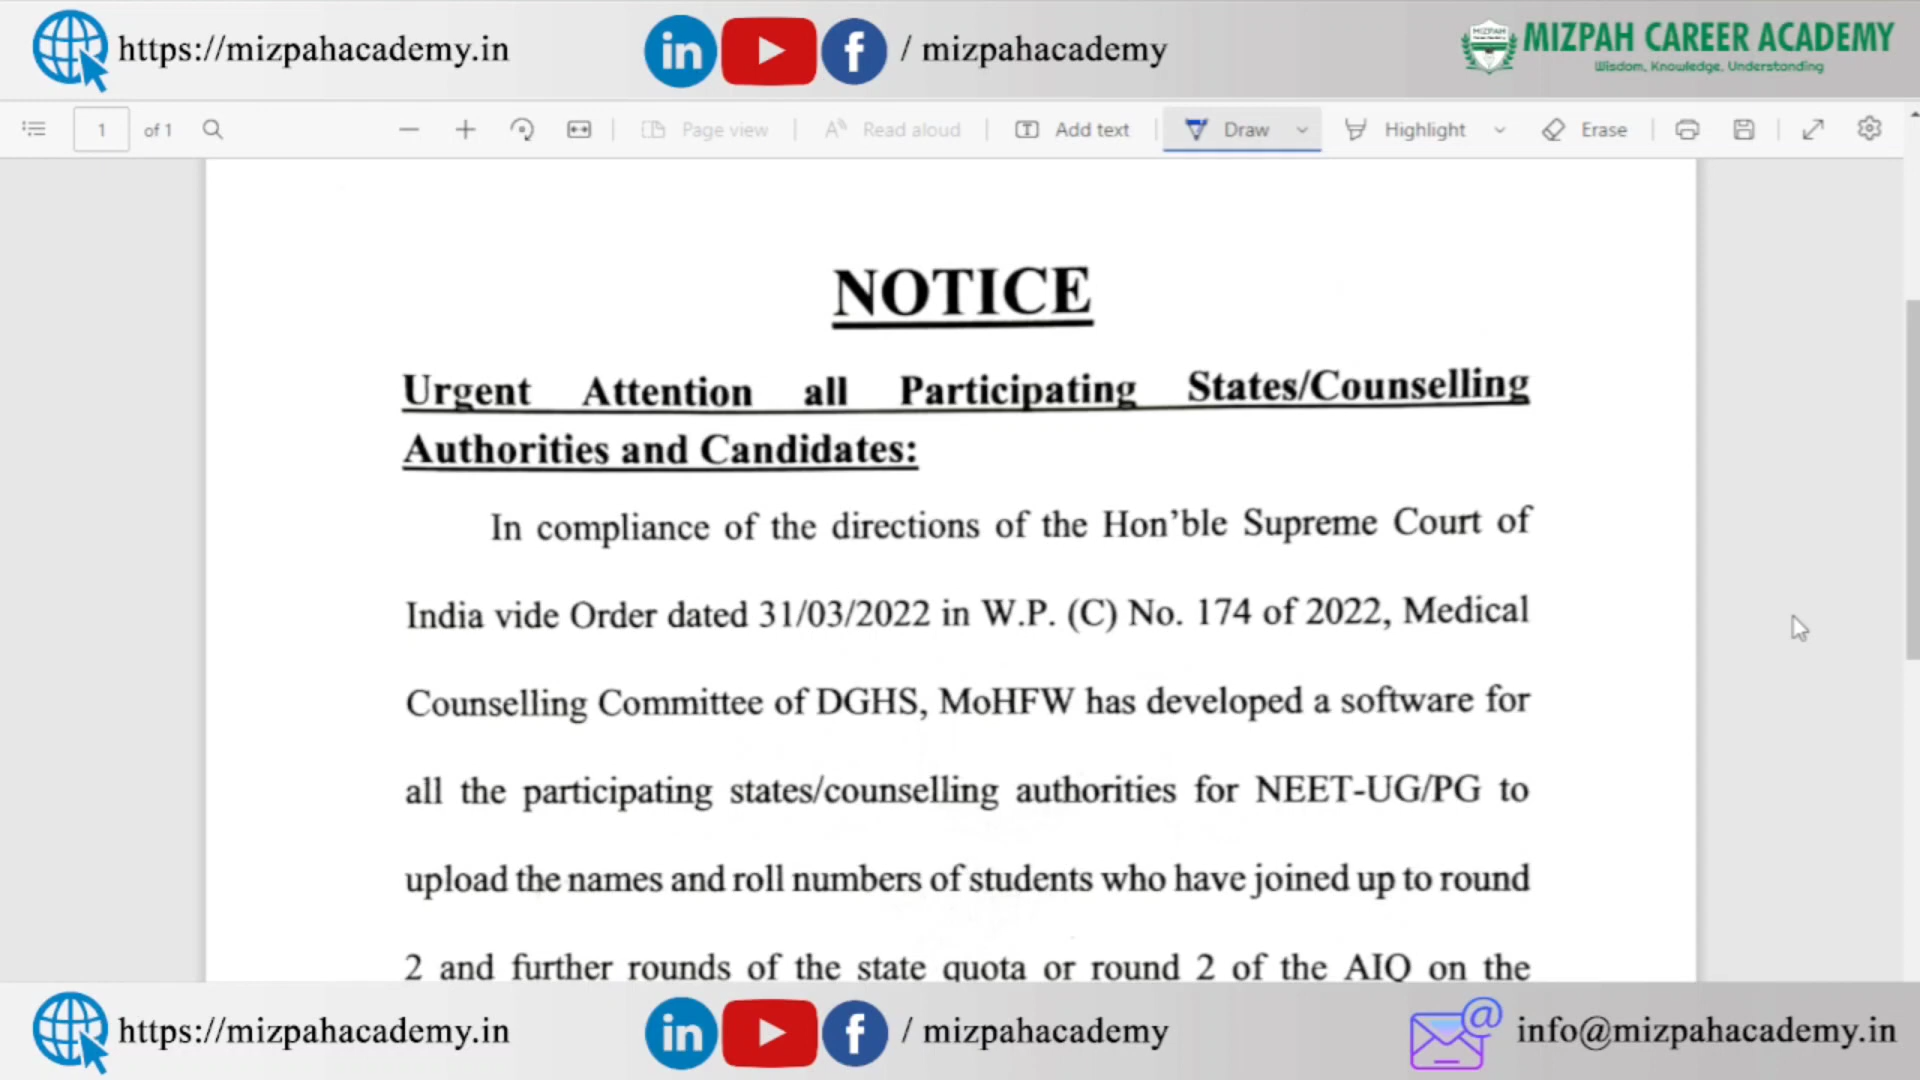 https://mizpahacademy.in
in f / mizpahacademy
MIZPAH
MIZPAH CAREER ACADEMY
Wisdom, Knowledge, Understanding
1 of 1 Page view Read aloud Add text Draw Highlight Erase
NOTICE
Urgent Attention all Participating States/Counselling
Authorities and Candidates:
In compliance of the directions of the Hon'ble Supreme Court of
India vide Order dated 31/03/2022 in W.P. (C) No. 174 of 2022, Medical
Counselling Committee of DGHS, MoHFW has developed a software for
all the participating states/counselling authorities for NEET-UG/PG to
upload the names and roll numbers of students who have joined up to round
2 and further rounds of the state quota or round 2 of the AIQ on the
https://mizpahacademy.in
in f / mizpahacademy
@ info@mizpahacademy.in